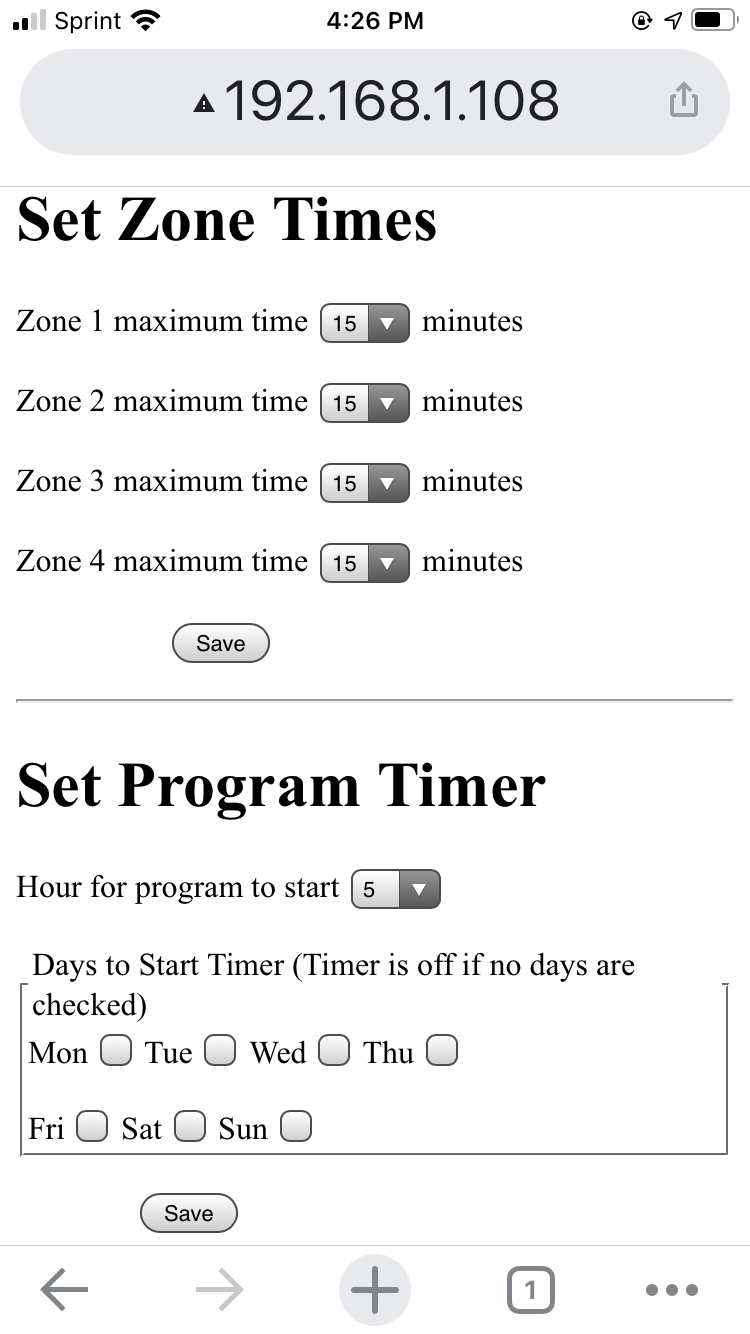 Sprint 4:26 PM
192.168.1.108
Set Zone Times
Zone 1 maximum time 15 minutes
Zone 2 maximum time 15 minutes
Zone 3 maximum time 15 minutes
Zone 4 maximum time 15 minutes
Save
Set Program Timer
Hour for program to start 5
Days to Start Timer (Timer is off if no days are
checked)
Mon Tue Wed Thu
Fri Sat Sun
Save
1